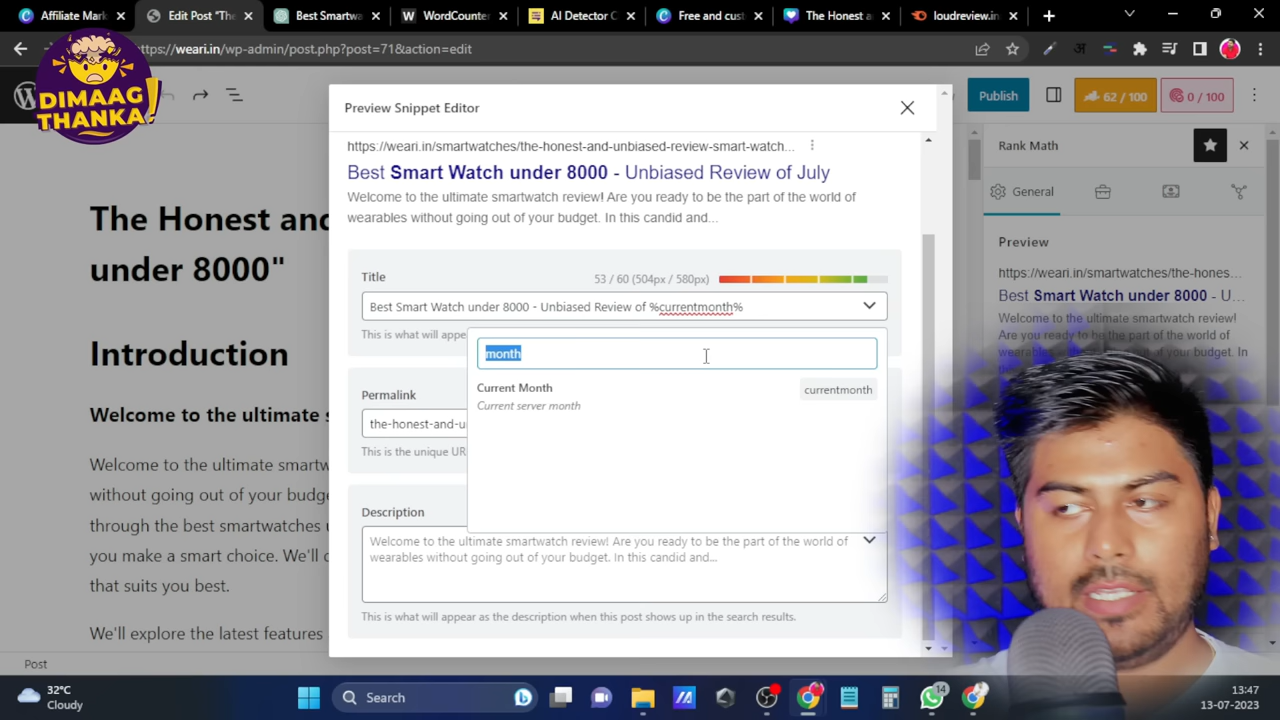 Affiliate Mark
Edit Post "The
Best Smartwa
WordCounter
AI Detector C
Free and cust
The Honest a
loudreview.in
https://weari.in/wp-admin/post.php?post=71&action=edit
DIMAAG
THANKA!
Publish
62 / 100
0 / 100
Preview Snippet Editor
Rank Math
General
https://weari.in/smartwatches/the-honest-and-unbiased-review-smart-watch...
Best Smart Watch under 8000 - Unbiased Review of July
Welcome to the ultimate smartwatch review! Are you ready to be the part of the world of
wearables without going out of your budget. In this candid and...
The Honest an
under 8000"
Preview
https://weari.in/smartwatches/the-hones...
Best Smart Watch under 8000 - U...
Welcome to the ultimate smartwatch
review! Are you ready to be the part of the
world of wearables without going out of
Title
53 / 60 (504px / 580px)
Best Smart Watch under 8000 - Unbiased Review of %currentmonth%
This is what will appe
month
Current Month
currentmonth
Current server month
Introduction
Permalink
the-honest-and-u
This is the unique UR
Welcome to the ultimate s
Welcome to the ultimate smartw
without going out of your budge
through the best smartwatches u
you make a smart choice. We'll c
that suits you best.
We'll explore the latest features
Description
Welcome to the ultimate smartwatch review! Are you ready to be the part of the world of
wearables without going out of your budget. In this candid and...
This is what will appear as the description when this post shows up in the search results.
Post
32°C
Cloudy
Search
14
13:47
13-07-2023